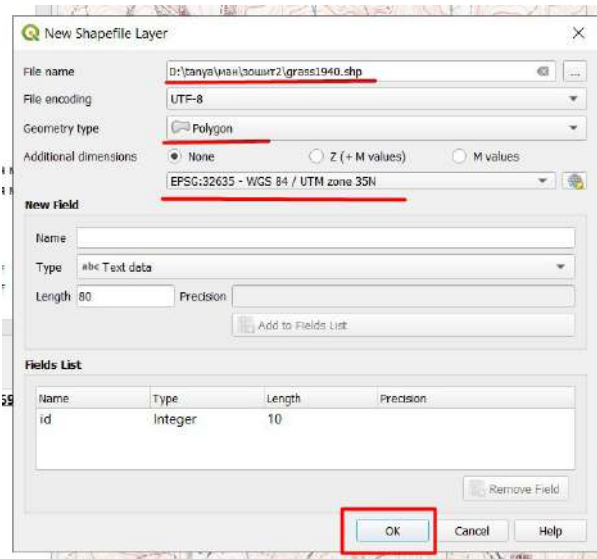 New Shapefile Layer
File name D:\tanya\ман\зошит2\grass1940.shp ...
File encoding UTF-8
Geometry type Polygon
Additional dimensions None Z (+ M values) M values
EPSG:32635 - WGS 84 / UTM zone 35N
New Field
Name
Type abc Text data
Length 80 Precision
Add to Fields List
Fields List
Name Type Length Precision
id Integer 10
Remove Field
OK Cancel Help